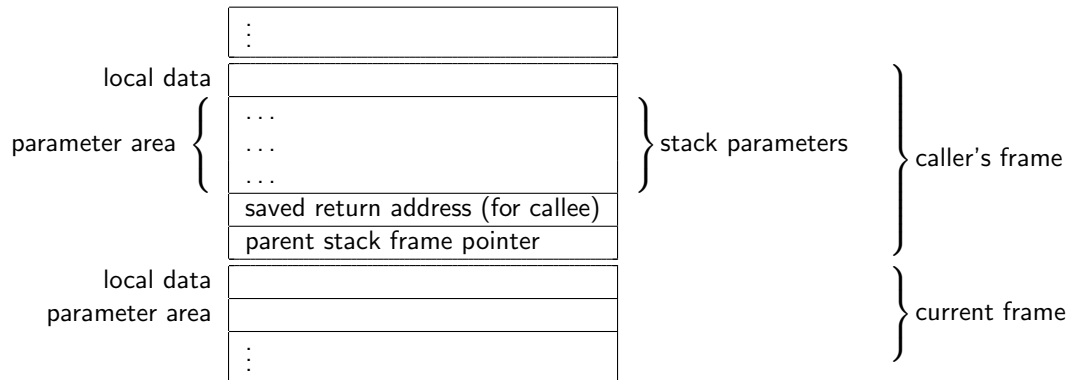 ⋮
local data
. . .
parameter area
. . .
stack parameters
caller's frame
. . .
saved return address (for callee)
parent stack frame pointer
local data
parameter area
current frame
⋮